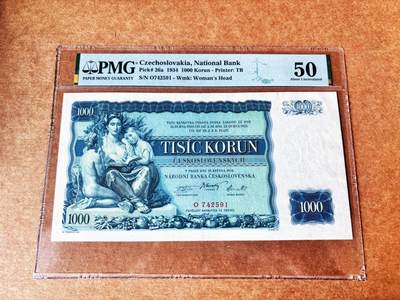 PMG
PAPER MONEY GUARANTY
Czechoslovakia, National Bank
Pick# 26a 1934 1000 Korun - Printer: TB
S/N O742591 - Wmk: Woman's Head
50
About Uncirculated
1000
TISÍC KORUN
ČESKOSLOVENSKÝCH
NÁRODNÍ BANKA ČESKOSLOVENSKÁ
O 742591
1000
1000